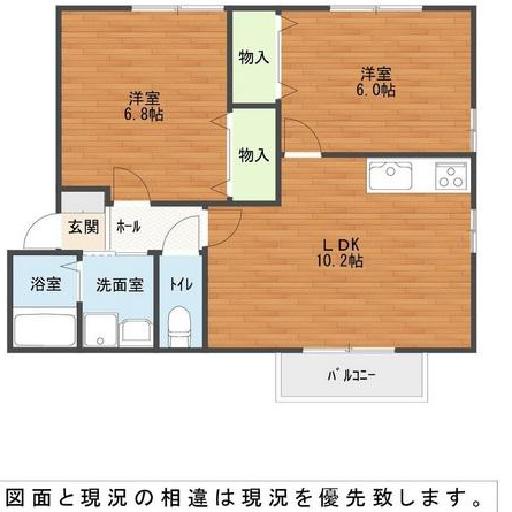 物入
洋室
6.8帖
洋室
6.0帖
物入
玄関
ホール
LDK
10.2帖
浴室
洗面室
トイレ
バルコニー
図面と現況の相違は現況を優先致します。